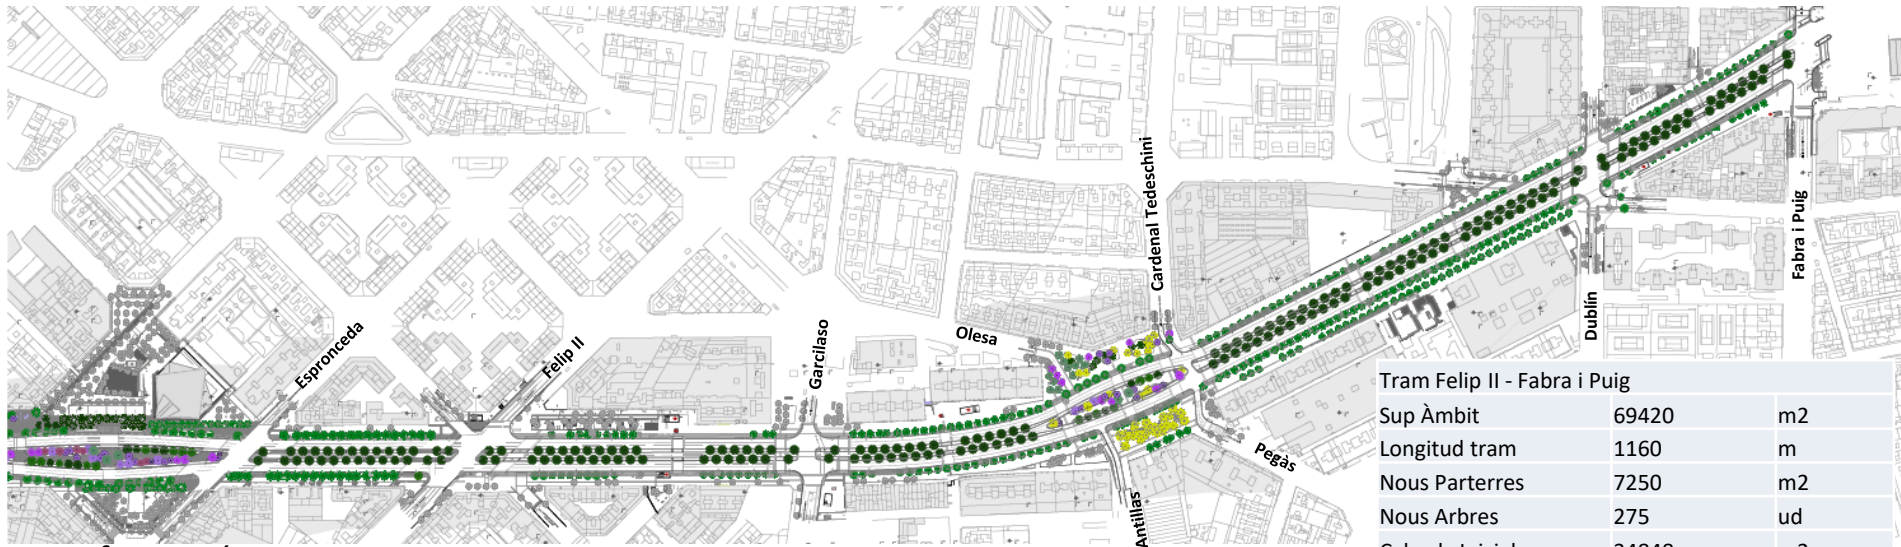 Cardenal Tedeschini
Fabra i Puig
Dublín
Espronceda
Felip II
Garcilaso
Olesa
Pegàs
Antillas
Tram Felip II - Fabra i Puig
Sup Àmbit 69420 m2
Longitud tram 1160 m
Nous Parterres 7250 m2
Nous Arbres 275 ud